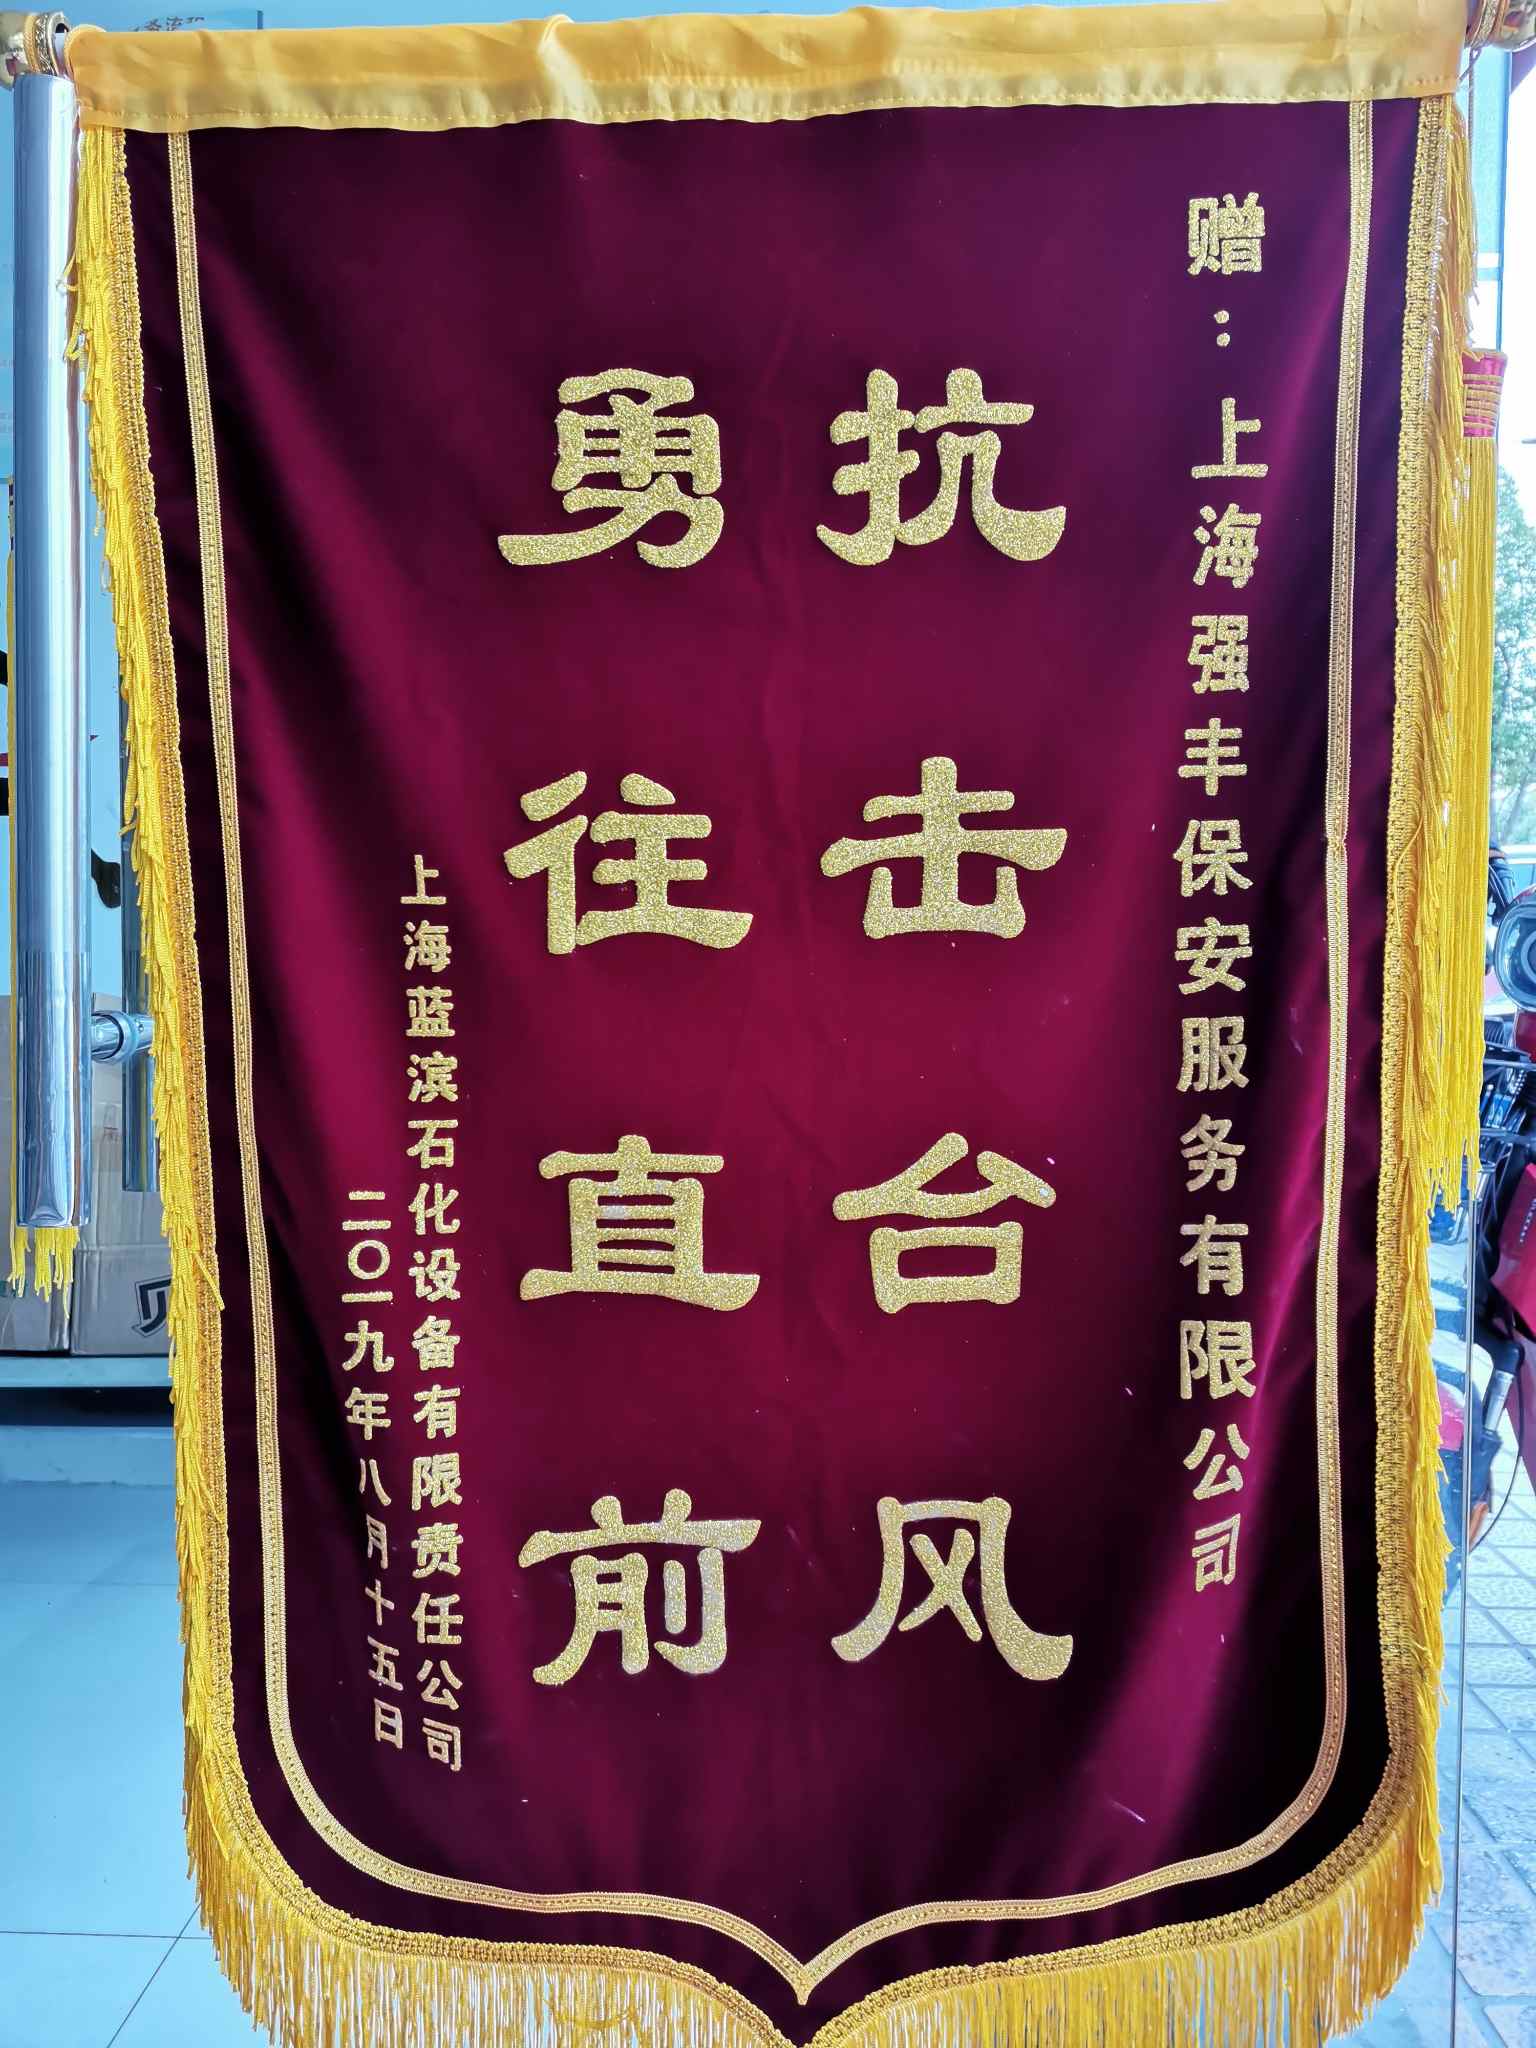 赠：上海强丰保安服务有限公司
抗击台风
勇往直前
上海蓝滨石化设备有限责任公司
二〇一九年八月十五日